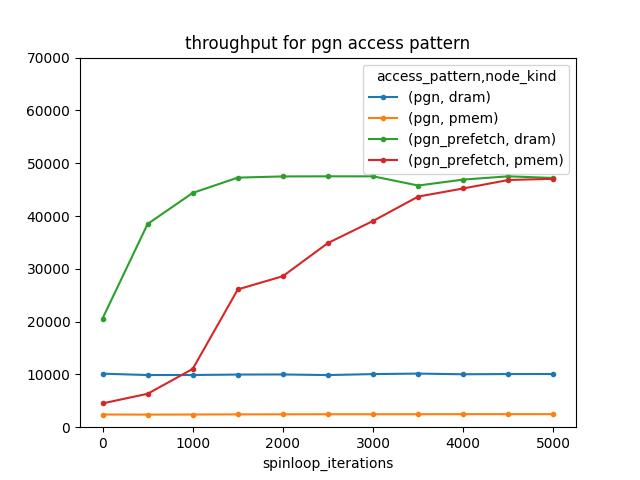 throughput for pgn access pattern
70000
60000
50000
40000
30000
20000
10000
0
access_pattern,node_kind
(pgn, dram)
(pgn, pmem)
(pgn_prefetch, dram)
(pgn_prefetch, pmem)
0 1000 2000 3000 4000 5000
spinloop_iterations